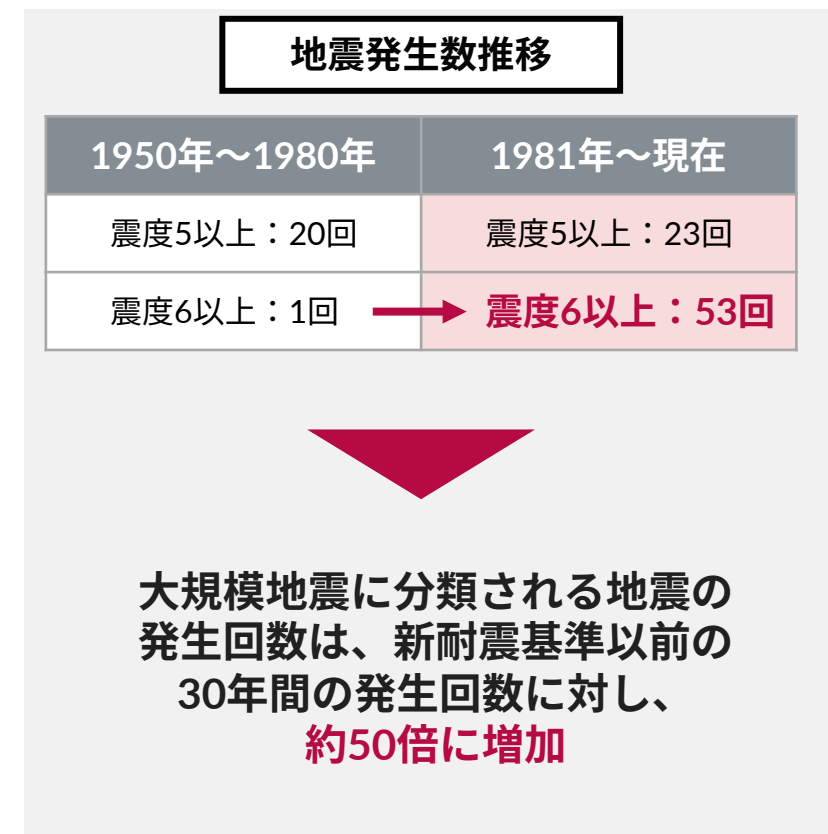 地震発生数推移
1950年～1980年 1981年～現在
震度5以上：20回 震度5以上：23回
震度6以上：1回 震度6以上：53回
大規模地震に分類される地震の
発生回数は、新耐震基準以前の
30年間の発生回数に対し、
約50倍に増加